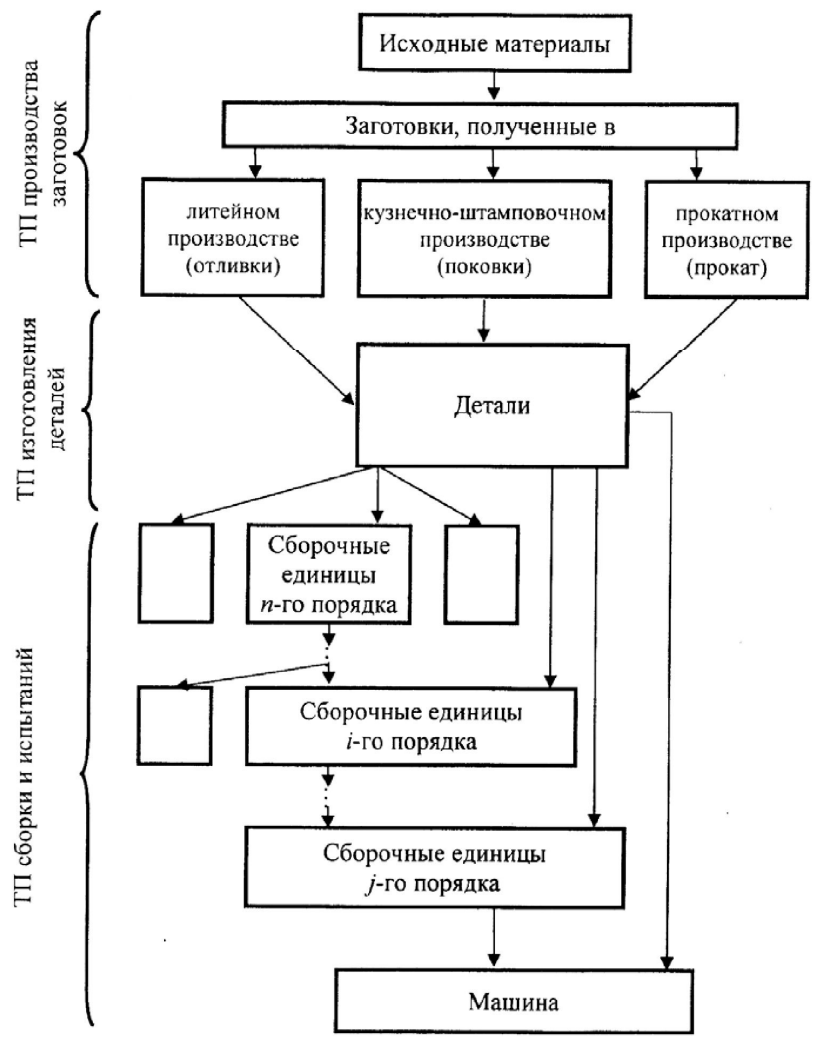 Исходные материалы
Заготовки, полученные в
ТП производства
заготовок
литейном
производстве
(отливки)
кузнечно-штамповочном
производстве
(поковки)
прокатном
производстве
(прокат)
ТП изготовления
деталей
Детали
ТП сборки и испытаний
Сборочные
единицы
n-го порядка
Сборочные единицы
i-го порядка
Сборочные единицы
j-го порядка
Машина